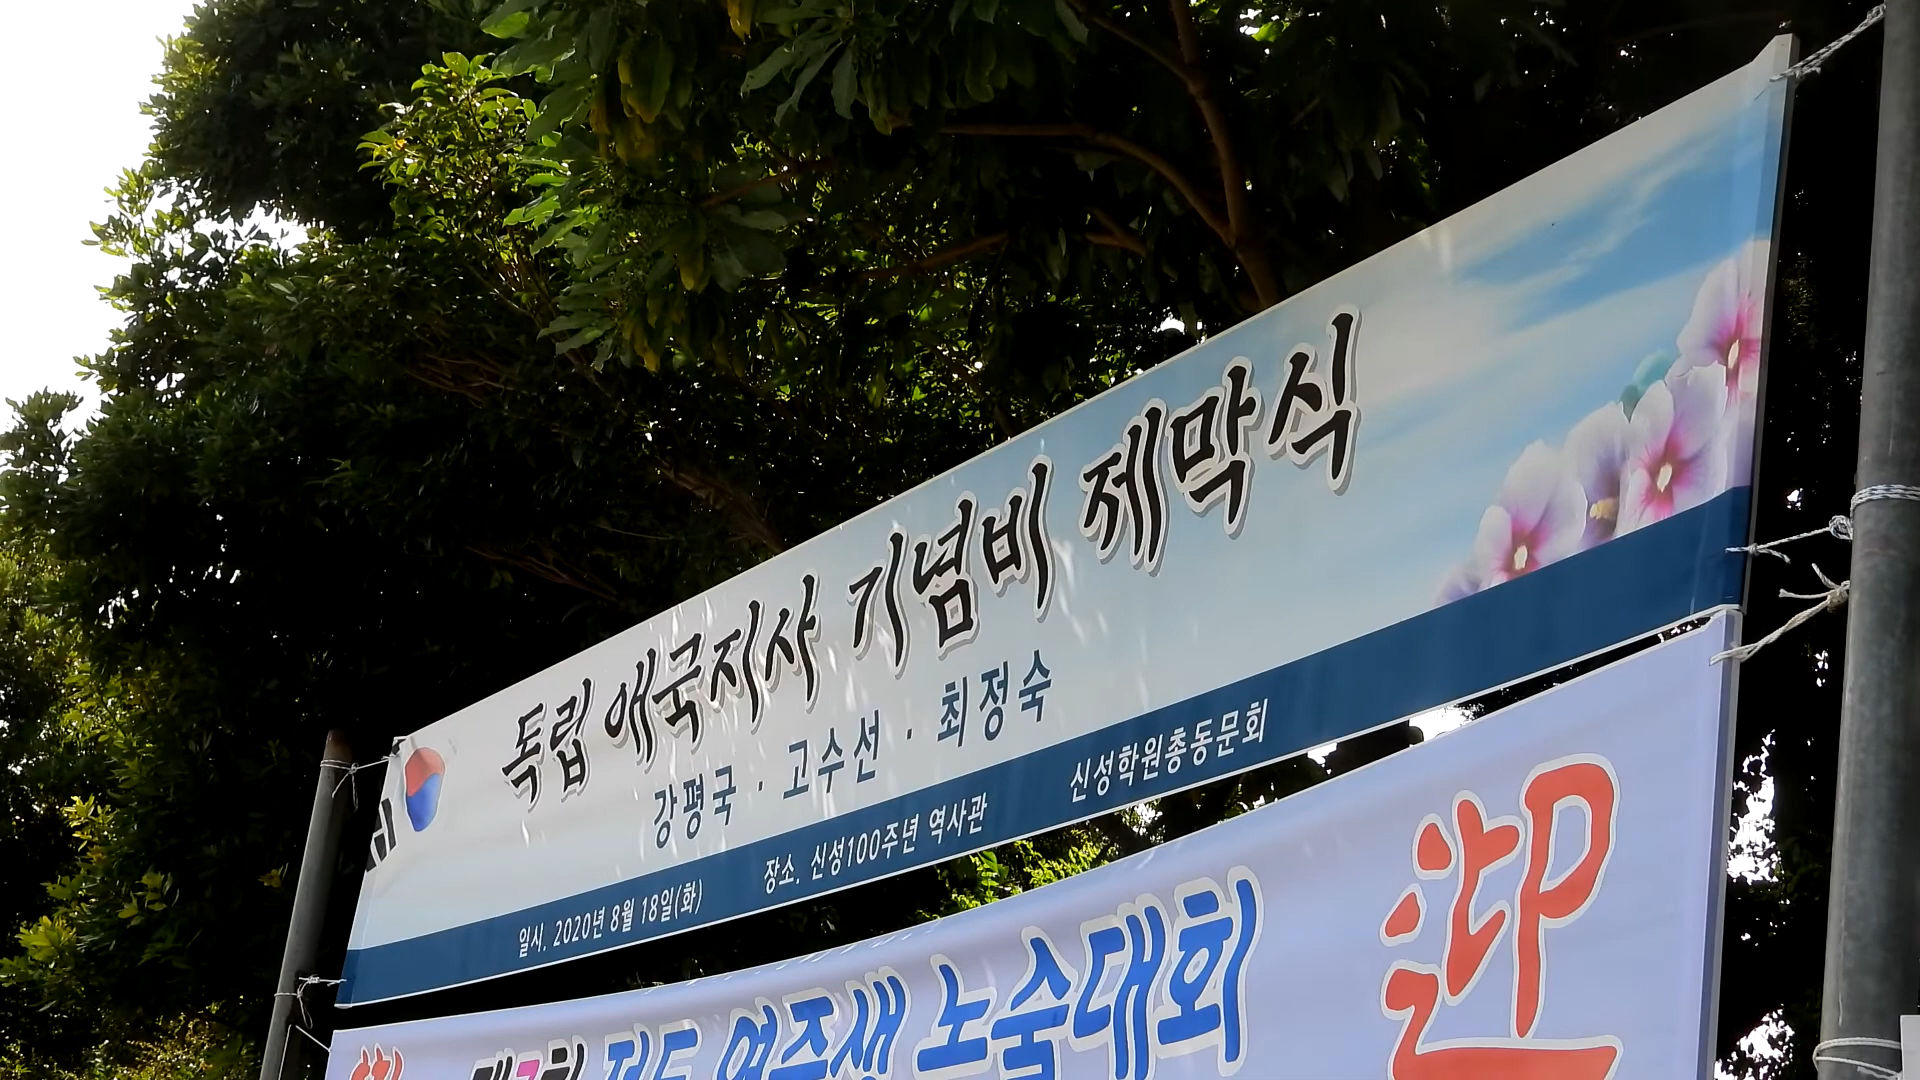 독립 애국지사 기념비 제막식
강평국 · 고수선 · 최정숙
일시. 2020년 8월 18일(화) 장소. 신성100주년 역사관 신성학원총동문회
노숙대회
迎